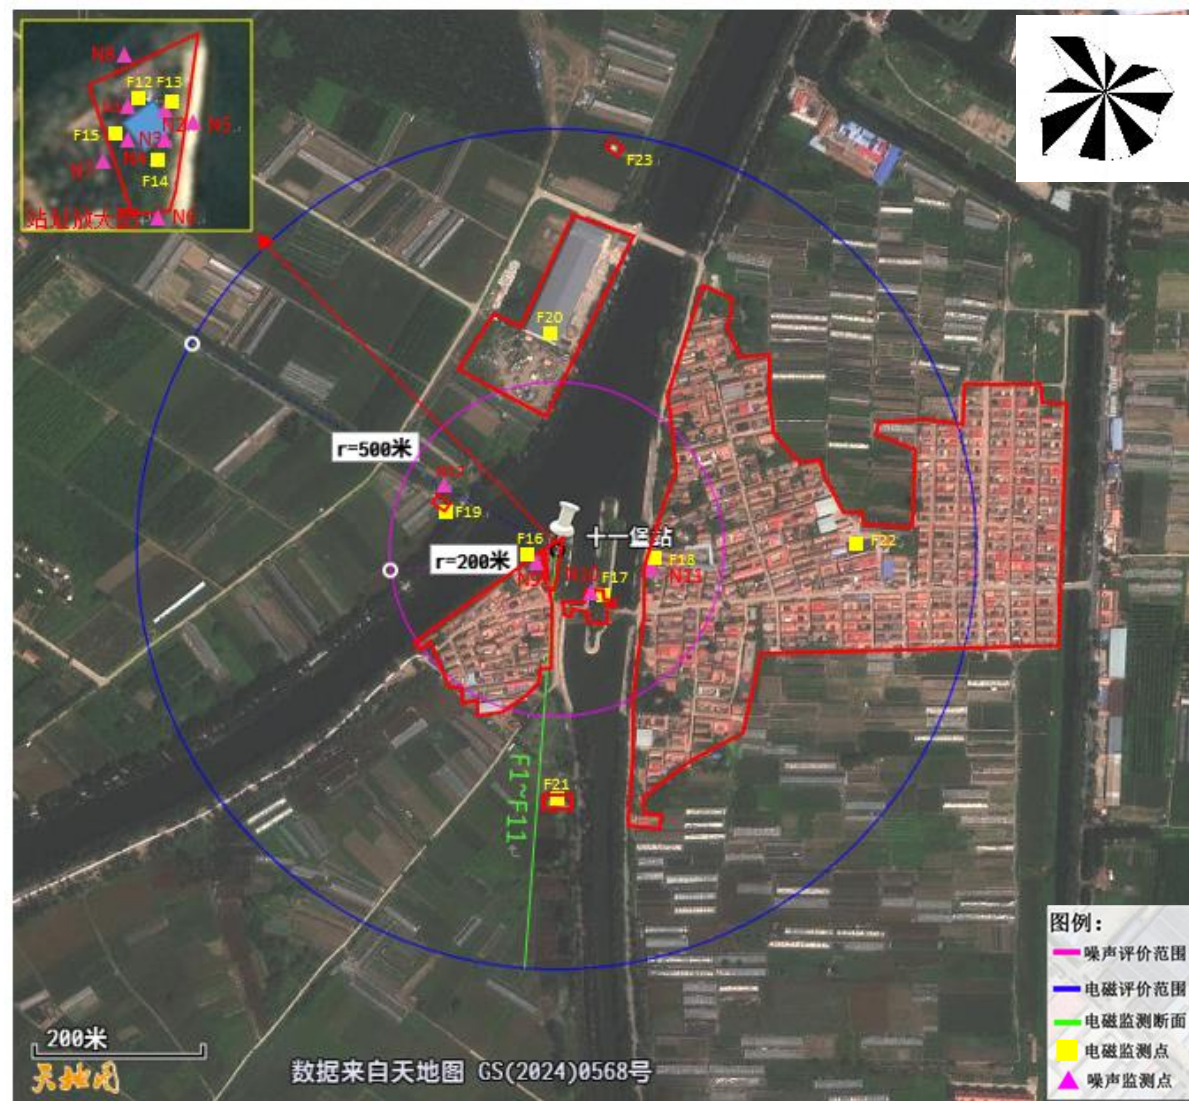 N8
F12 F13
N2 N5
F15
N3
N4
N7
F14
N6
F23
F20
r=500米
F19
十一堡站
F16
r=200米
F18
F17
F22
N9
N11
F1~F11
F21
图例：
噪声评价范围
电磁评价范围
电磁监测断面
电磁监测点
噪声监测点
200米
天地图
数据来自天地图 GS(2024)0568号